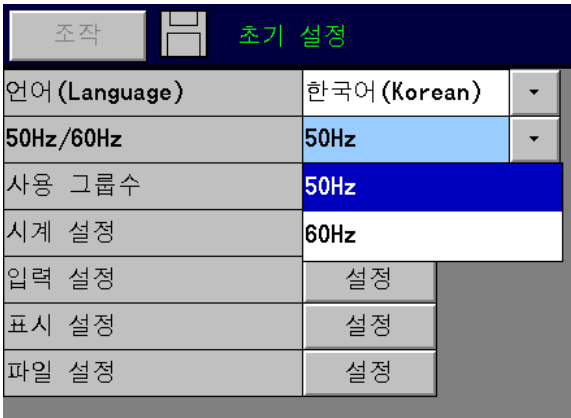 조작 초기 설정
언어(Language) 한국어(Korean)
50Hz/60Hz 50Hz
사용 그룹수 50Hz
시계 설정 60Hz
입력 설정 설정
표시 설정 설정
파일 설정 설정